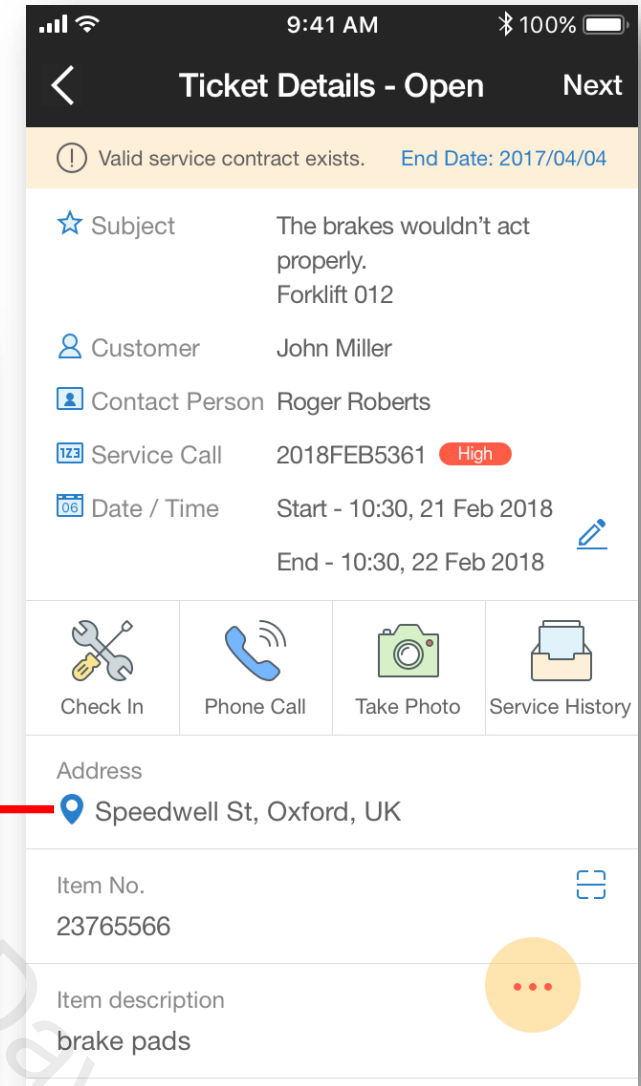 9:41 AM 100%
Ticket Details - Open Next
Valid service contract exists. End Date: 2017/04/04
Subject The brakes wouldn't act
properly.
Forklift 012
Customer John Miller
Contact Person Roger Roberts
123 Service Call 2018FEB5361 High
06 Date / Time Start - 10:30, 21 Feb 2018
End - 10:30, 22 Feb 2018
Check In Phone Call Take Photo Service History
Address
Speedwell St, Oxford, UK
Item No.
23765566
Item description
brake pads